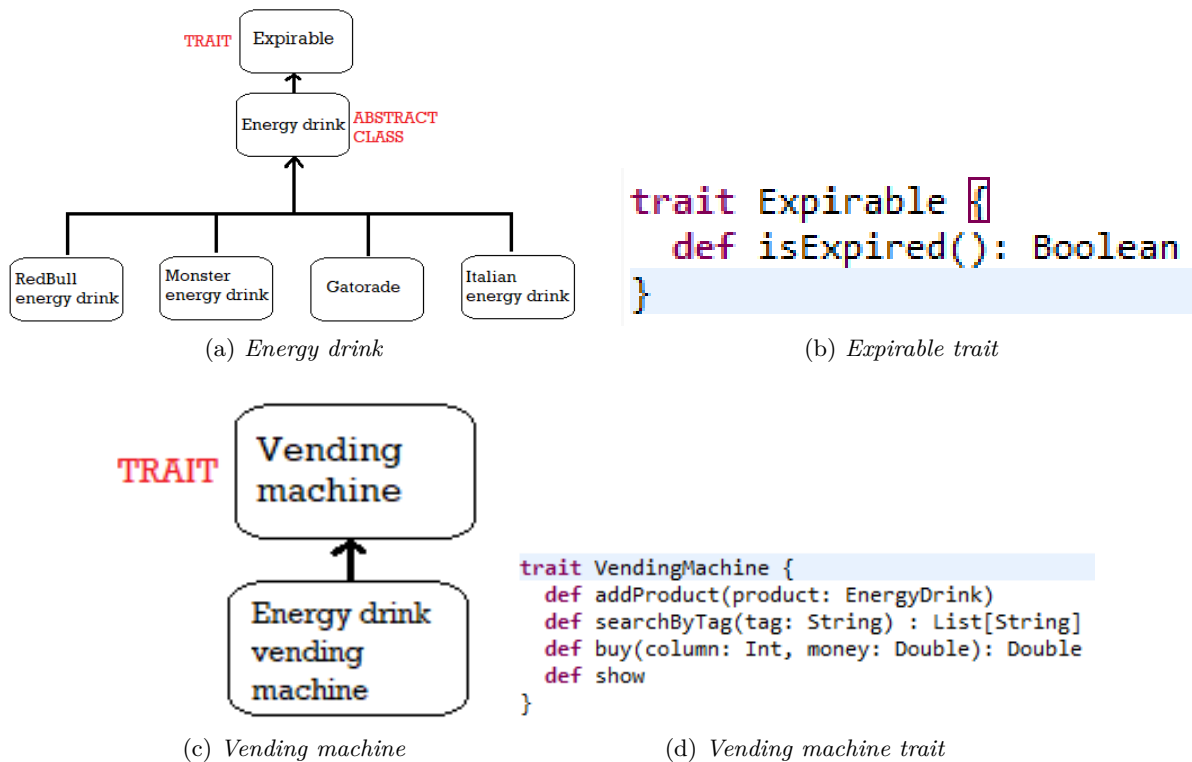 TRAIT
Expirable
Energy drink
ABSTRACT
CLASS
RedBull
energy drink
Monster
energy drink
Gatorade
Italian
energy drink
(a) Energy drink
trait Expirable {
def isExpired(): Boolean
}
(b) Expirable trait
TRAIT
Vending
machine
Energy drink
vending
machine
(c) Vending machine
trait VendingMachine {
def addProduct(product: EnergyDrink)
def searchByTag(tag: String) : List[String]
def buy(column: Int, money: Double): Double
def show
}
(d) Vending machine trait